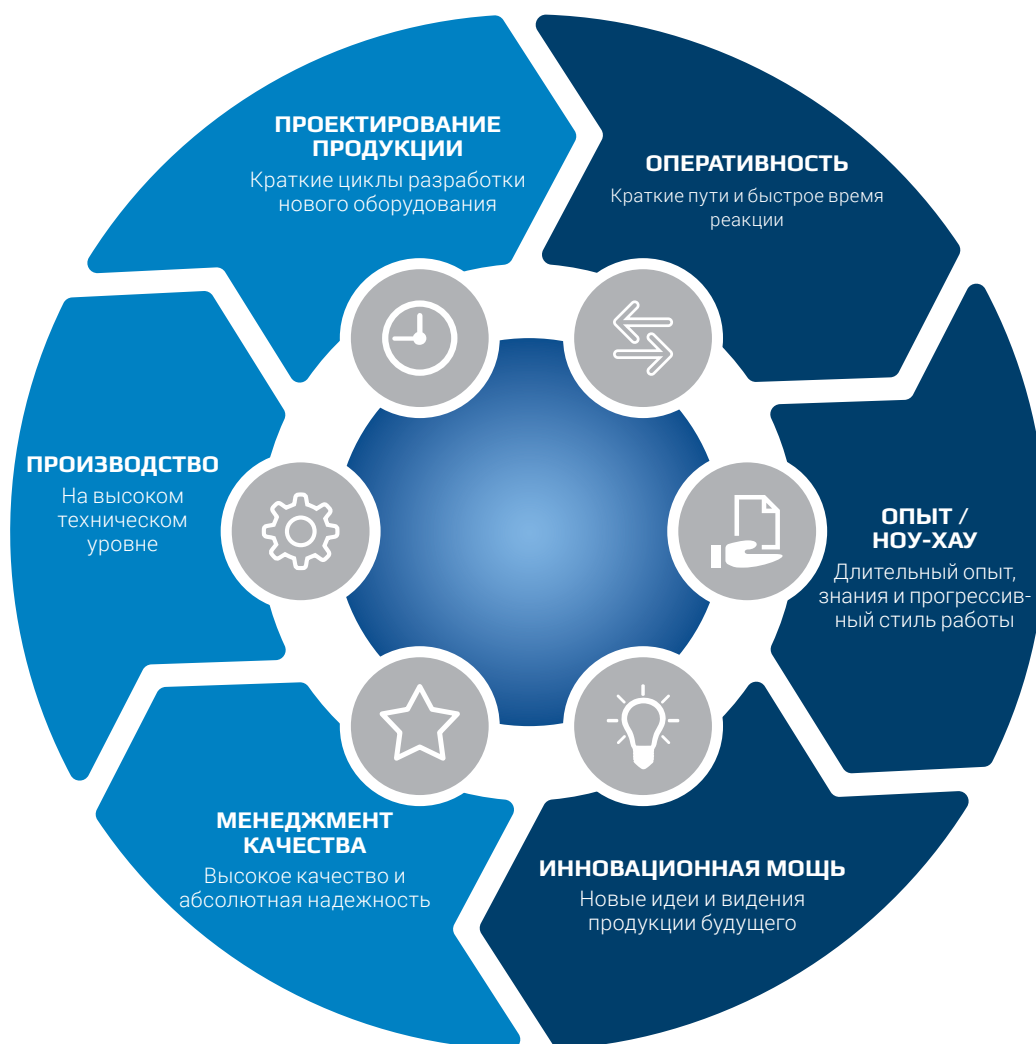 ПРОЕКТИРОВАНИЕ
ПРОДУКЦИИ
Краткие циклы разработки
нового оборудования
ОПЕРАТИВНОСТЬ
Краткие пути и быстрое время
реакции
ОПЫТ /
НОУ-ХАУ
Длительный опыт,
знания и прогрессив-
ный стиль работы
ИННОВАЦИОННАЯ МОЩЬ
Новые идеи и видения
продукции будущего
МЕНЕДЖМЕНТ
КАЧЕСТВА
Высокое качество и
абсолютная надежность
ПРОИЗВОДСТВО
На высоком
техническом
уровне